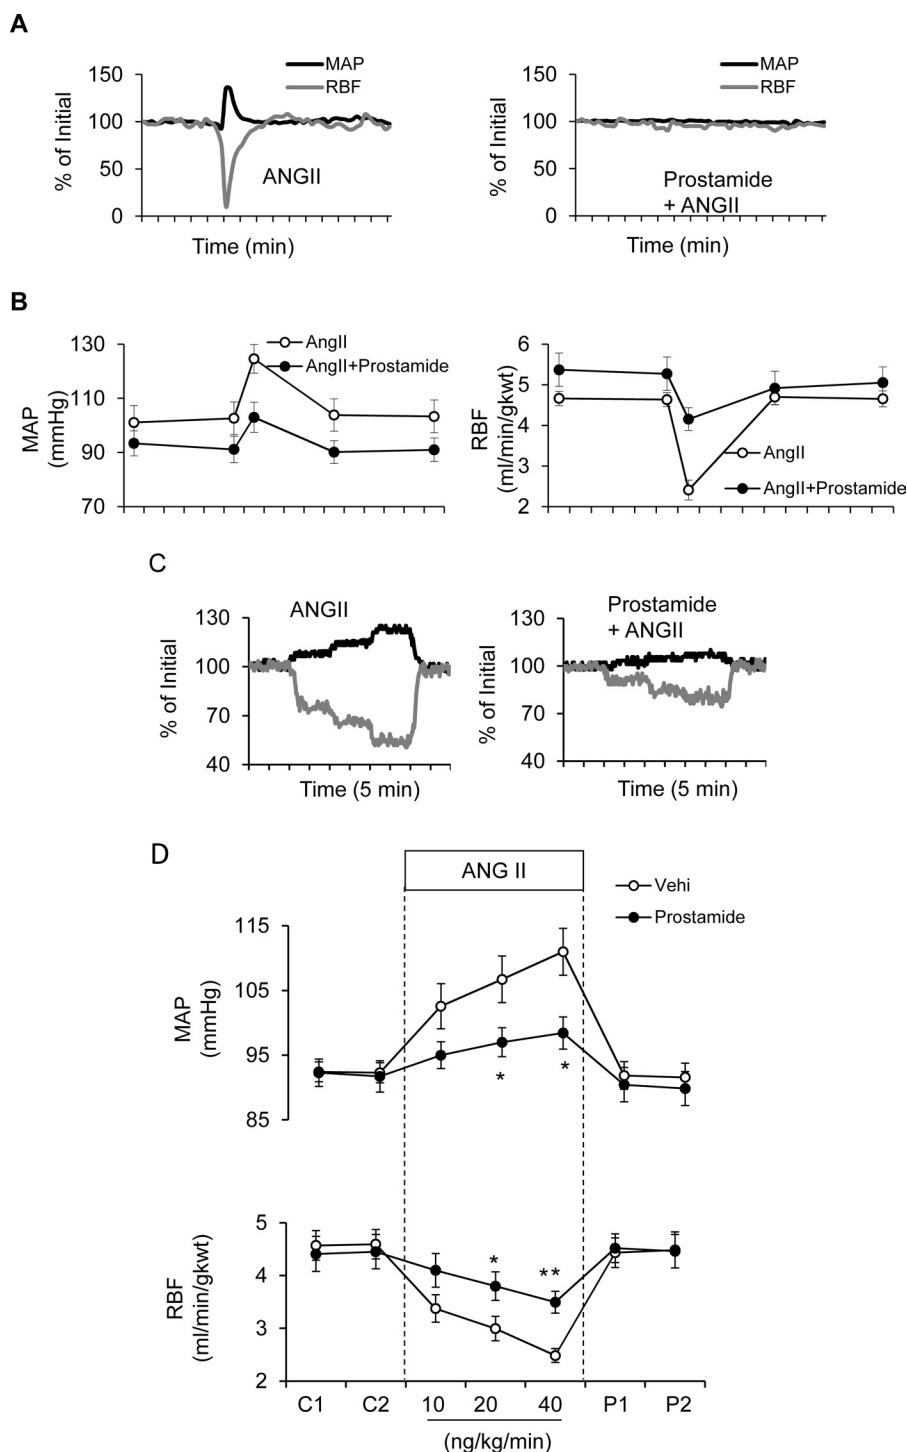 A
150
100
50
0
% of Initial
MAP
RBF
ANGII
Time (min)
150
100
50
0
% of Initial
MAP
RBF
Prostamide
+ ANGII
Time (min)
B
130
110
90
70
MAP
(mmHg)
AngII
AngII+Prostamide
6
5
4
3
2
RBF
(ml/min/gkwt)
AngII
AngII+Prostamide
C
130
100
70
40
% of Initial
ANGII
Time (5 min)
130
100
70
40
% of Initial
Prostamide
+ ANGII
Time (5 min)
D
ANG II
Vehi
Prostamide
115
105
95
85
MAP
(mmHg)
*
*
5
4
3
2
RBF
(ml/min/gkwt)
*
**
C1 C2 10 20 40 P1 P2
(ng/kg/min)